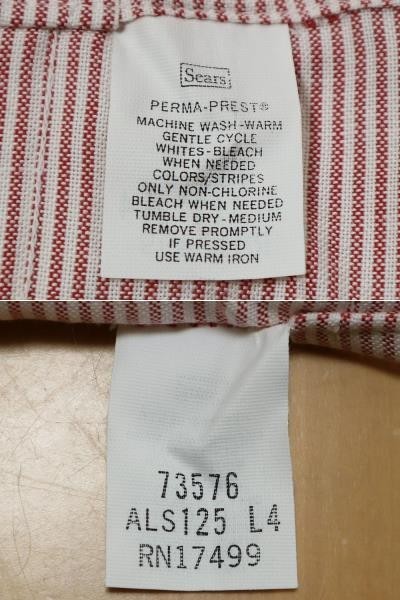 Sears
PERMA-PREST®
MACHINE WASH-WARM
GENTLE CYCLE
WHITES-BLEACH
WHEN NEEDED
COLORS/STRIPES
ONLY NON-CHLORINE
BLEACH WHEN NEEDED
TUMBLE DRY-MEDIUM
REMOVE PROMPTLY
IF PRESSED
USE WARM IRON
73576
ALS125 L4
RN17499